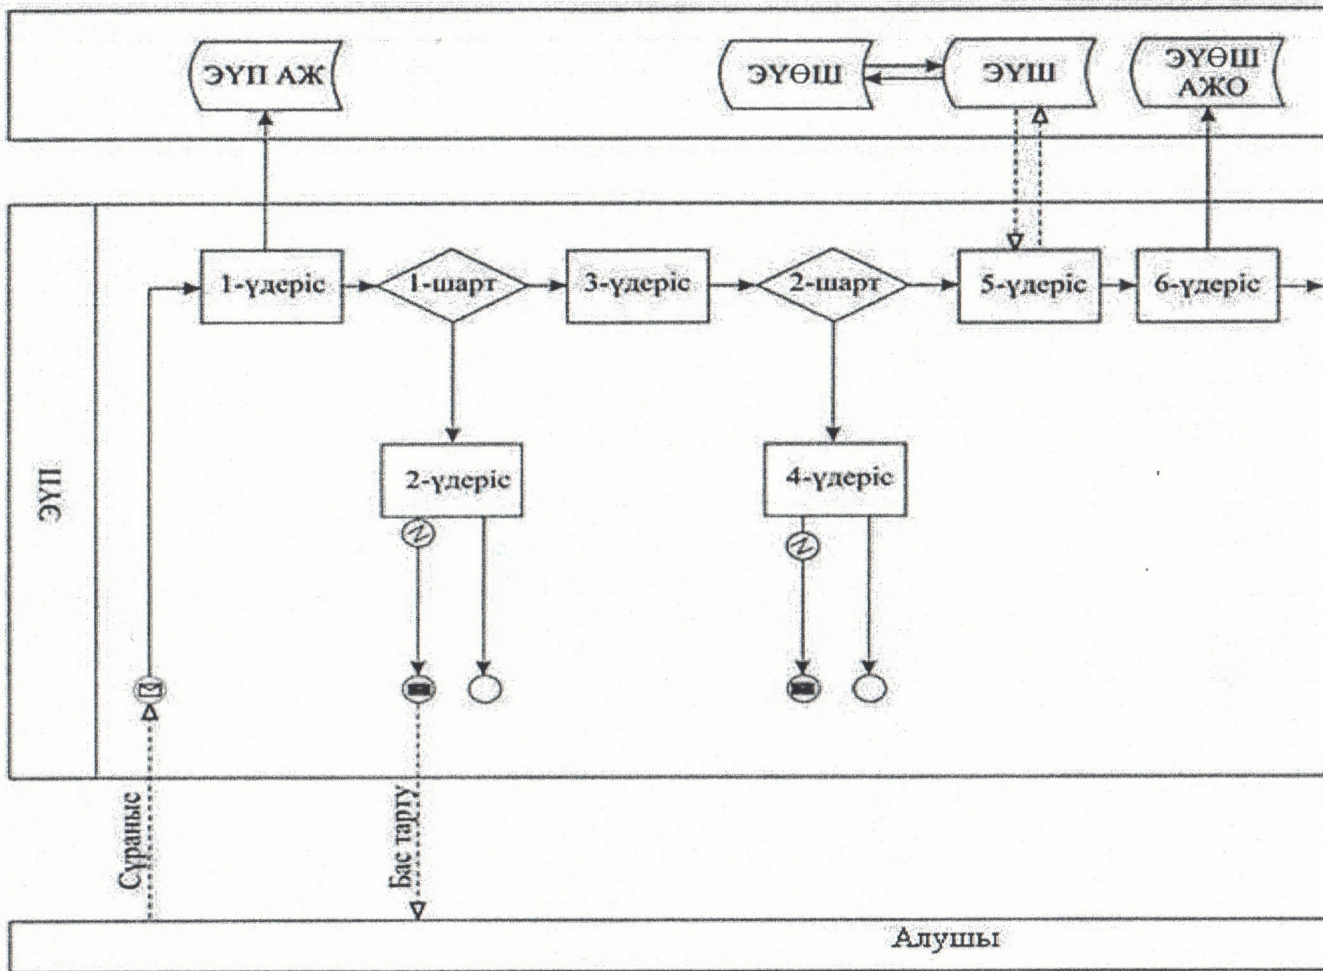 ЭҮП АЖ
ЭҮӨШ
ЭҮШ
ЭҮӨШ
АЖО
1-үдеріс
1-шарт
3-үдеріс
2-шарт
5-үдеріс
6-үдеріс
2-үдеріс
4-үдеріс
ЭҮП
Сұраныс
Бас тарту
Алушы